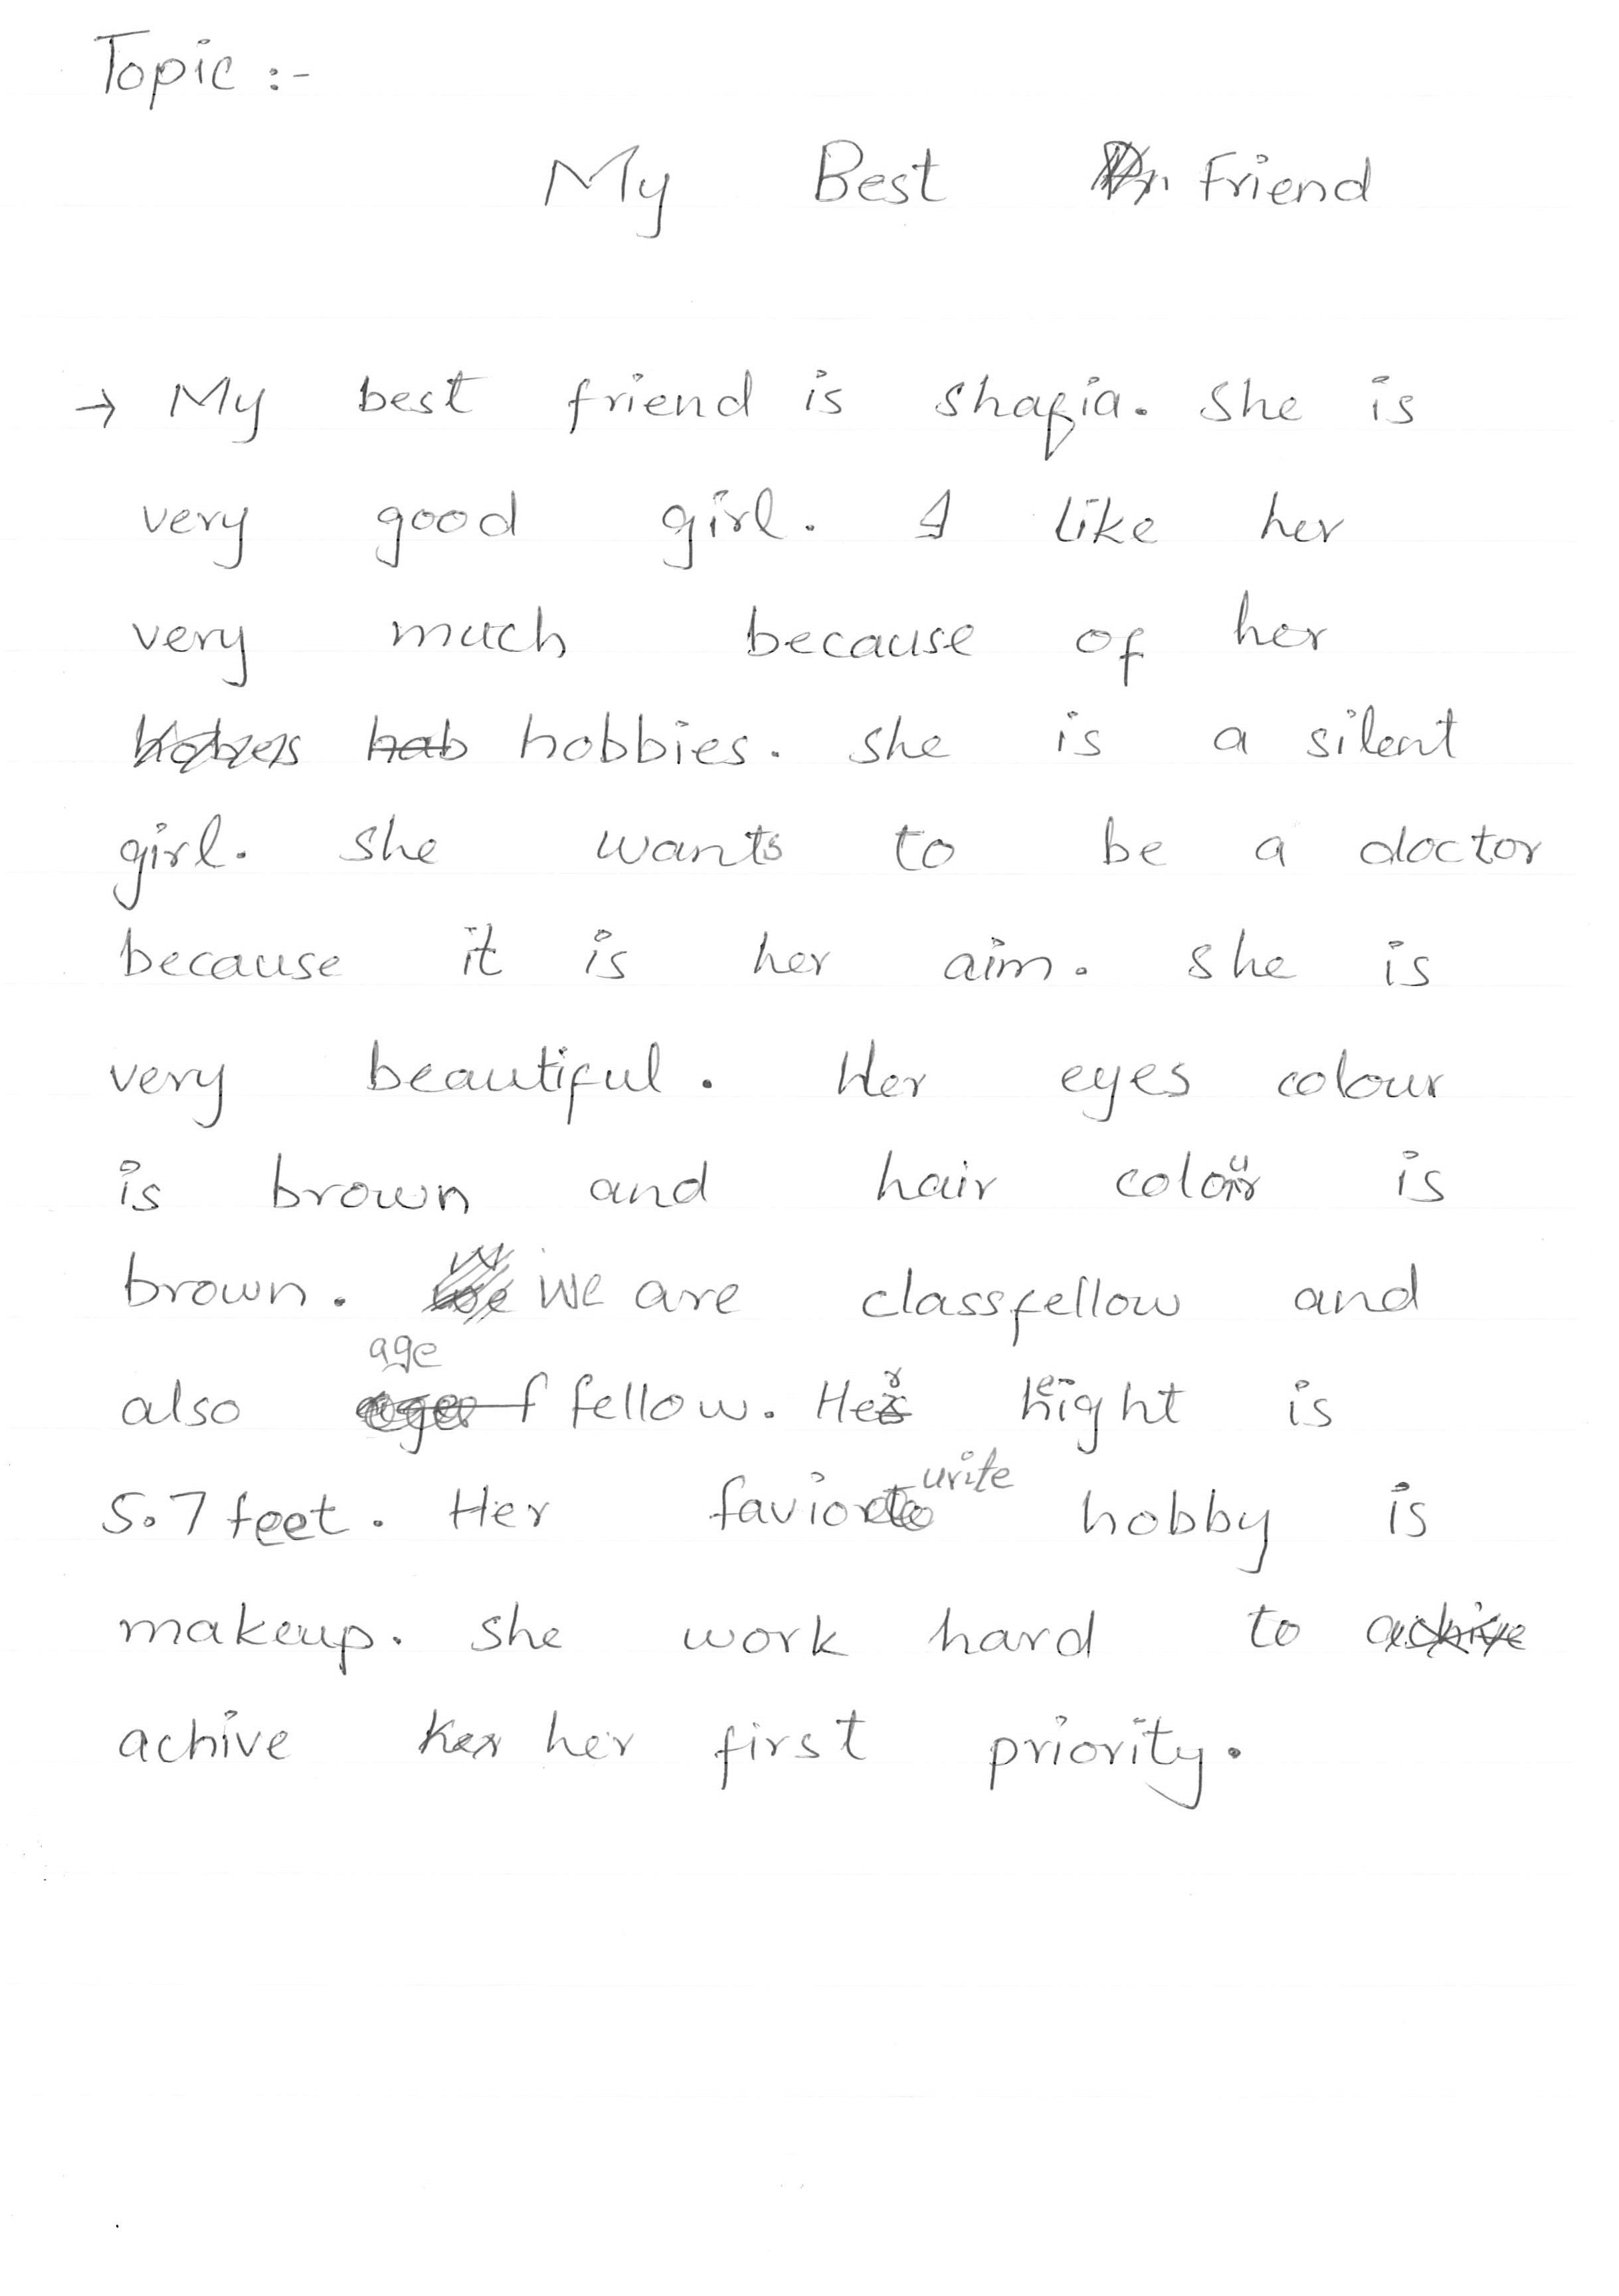 Topic :-
My Best Friend
→ My best friend is shafia. she is
very good girl. I like her
very much because of her
hobbies. she is a silent
girl. she wants to be a doctor
because it is her aim. she is
very beautiful. Her eyes colour
is brown and hair colour is
brown. We are classfellow and
also age fellow. Her height is
5.7 feet. Her faviourite hobby is
makeup. she work hard to
achive her first priority.